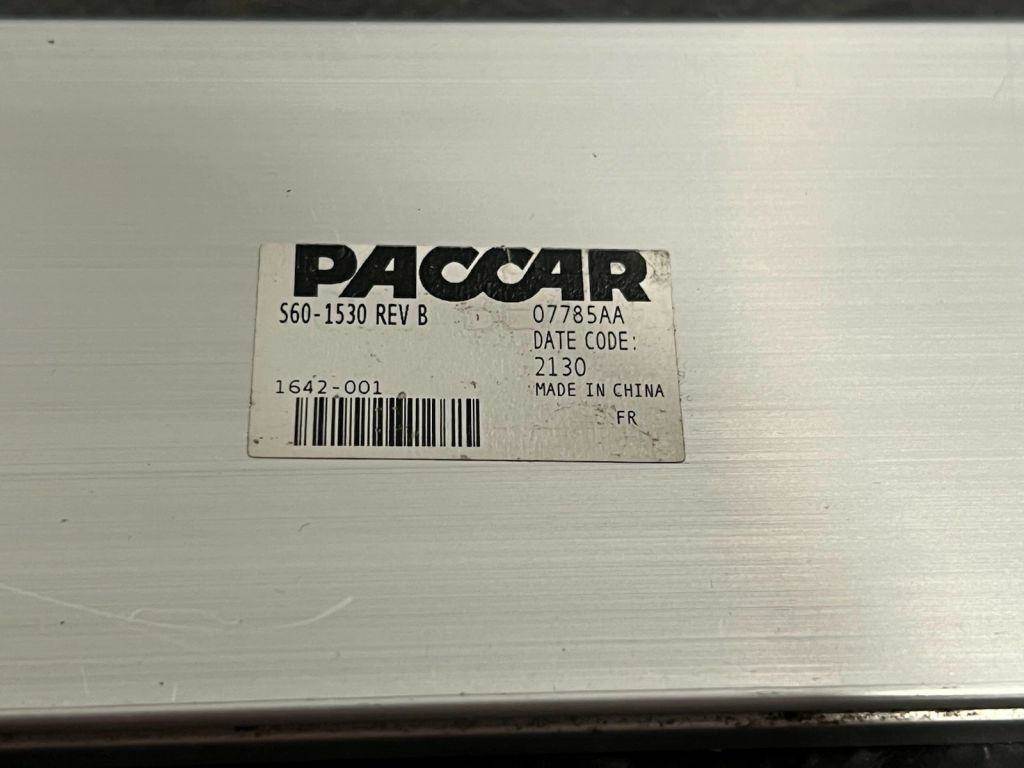 PACCAR
S60-1530 REV B
07785AA
DATE CODE:
2130
1642-001
MADE IN CHINA
FR